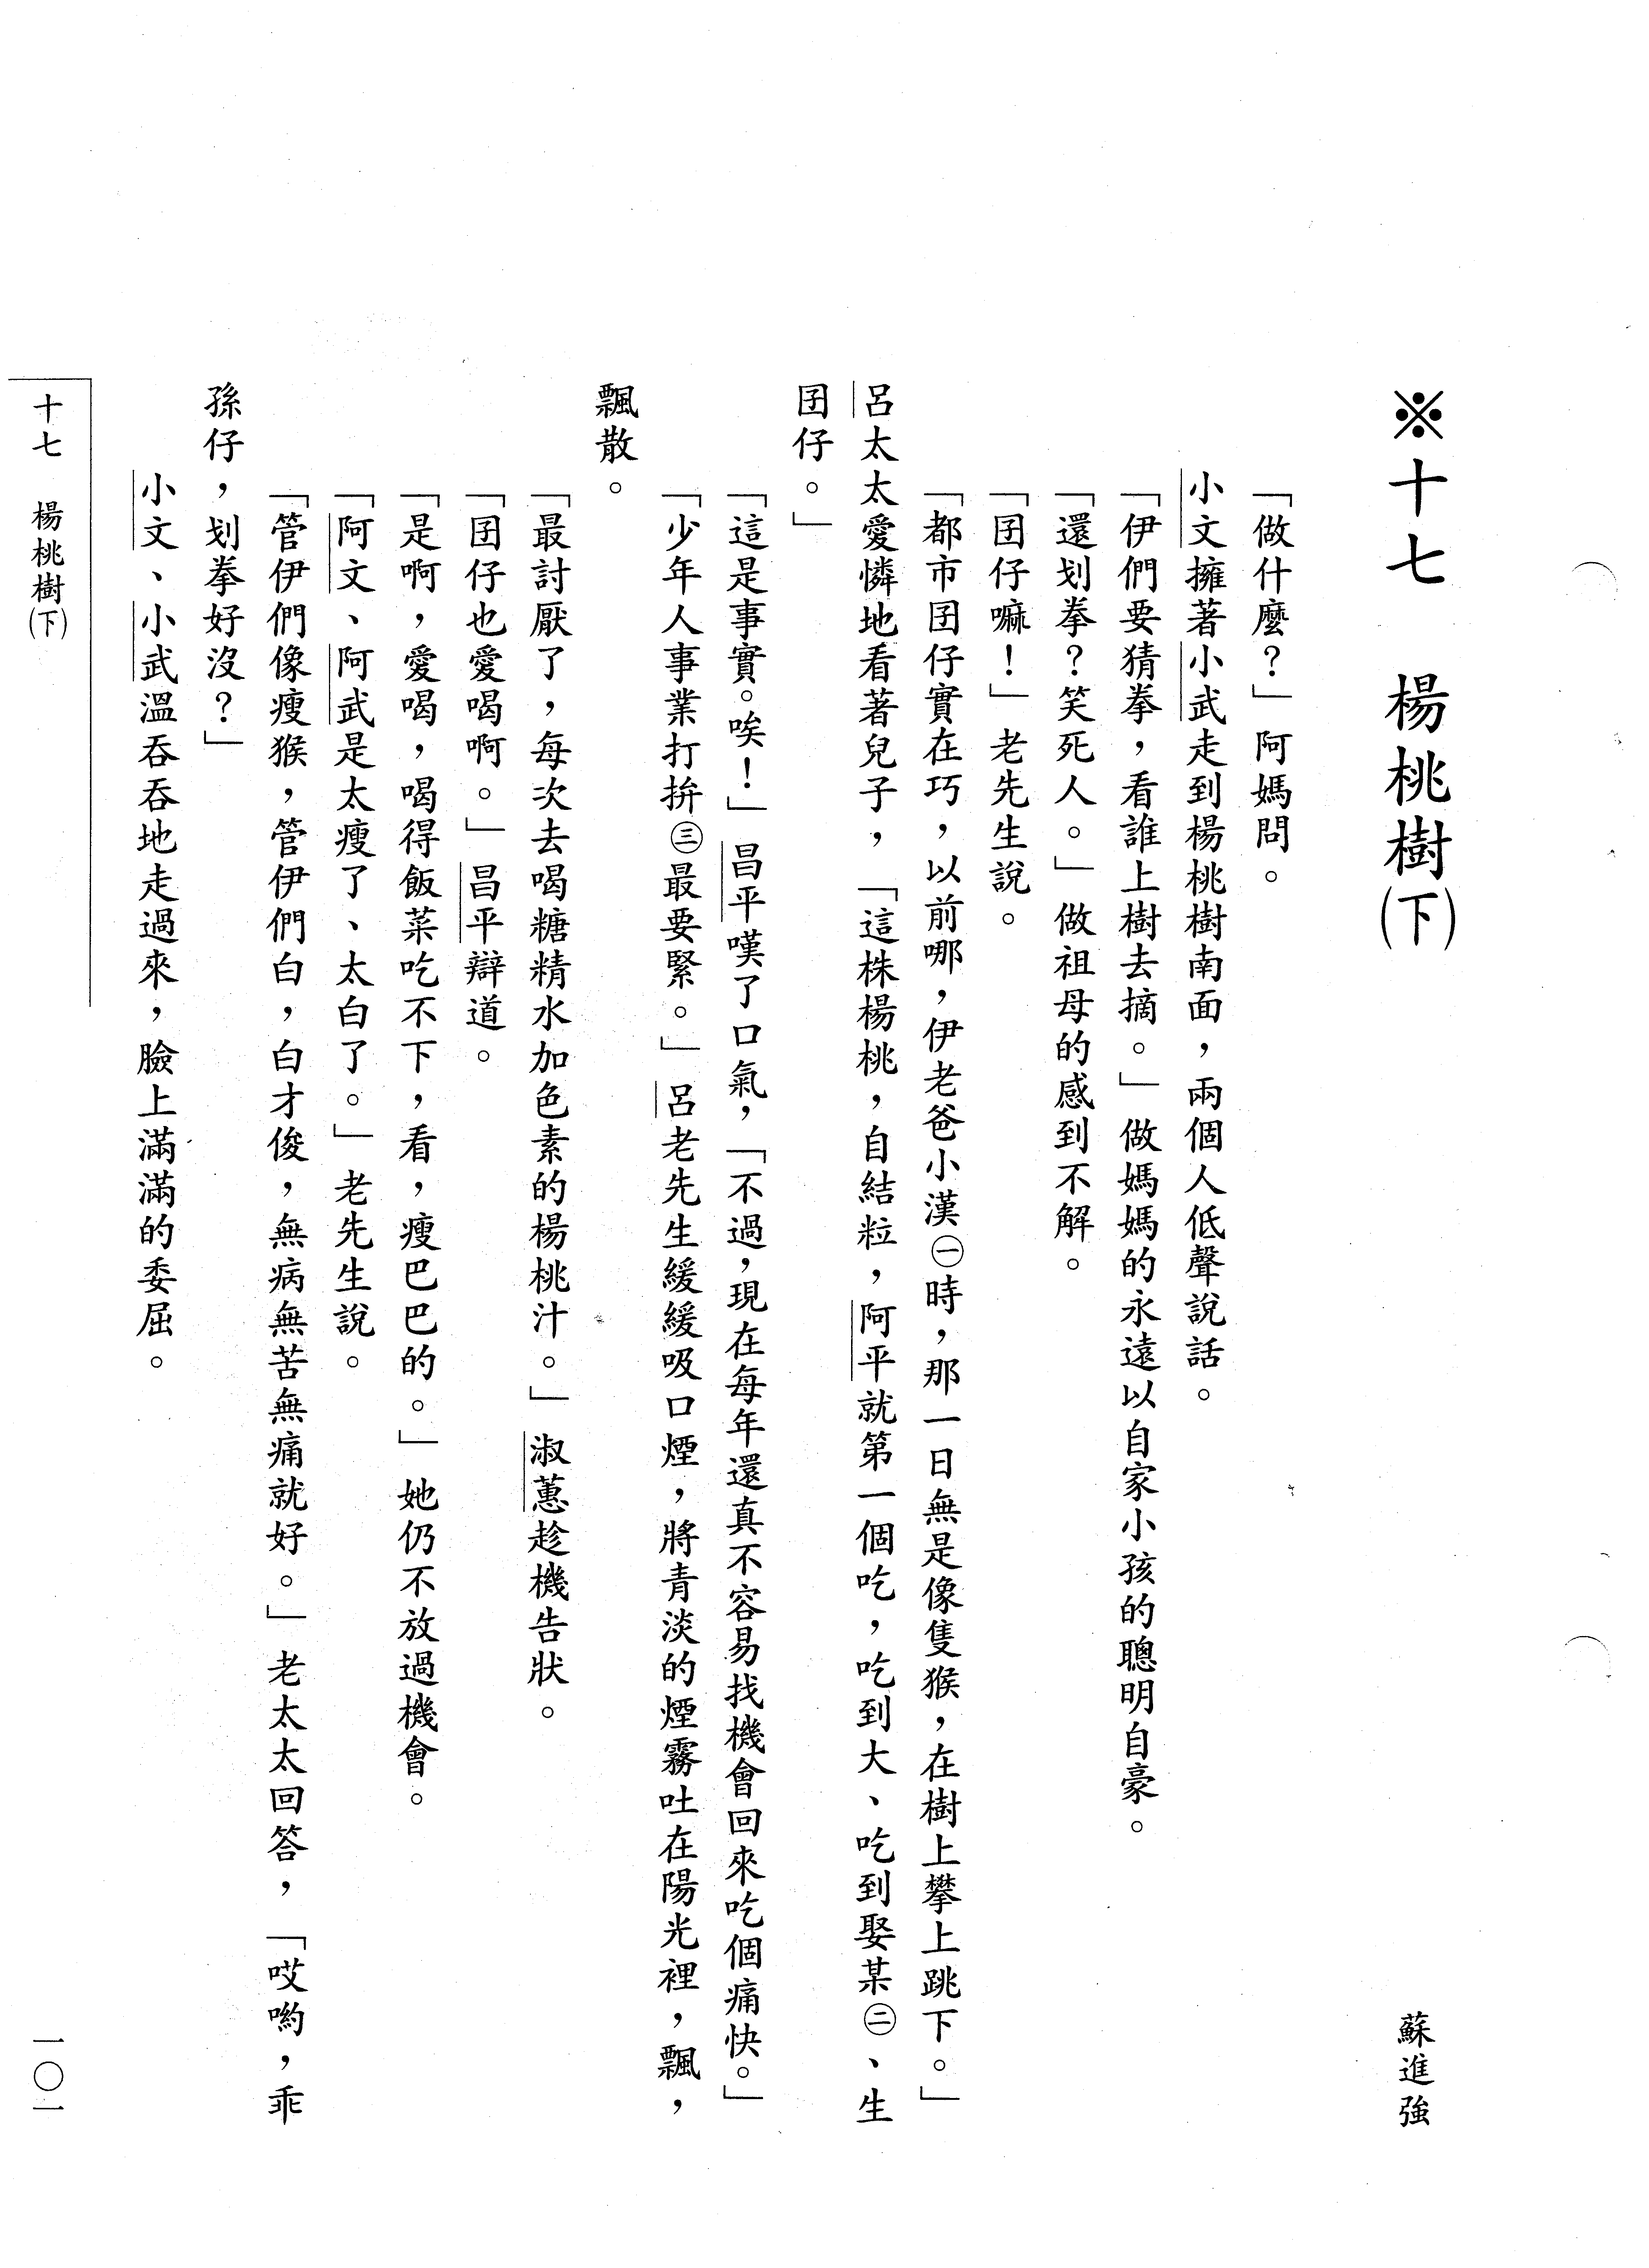 ※十七　楊桃樹(下)
蘇進強
「做什麼？」阿媽問。
小文擁著小武走到楊桃樹南面，兩個人低聲說話。
「伊們要猜拳，看誰上樹去摘。」做媽媽的永遠以自家小孩的聰明自豪。
「還划拳？笑死人。」做祖母的感到不解。
「囝仔嘛！」老先生說。
「都市囝仔實在巧，以前哪，伊老爸小漢㊀時，那一日無是像隻猴，在樹上攀上跳下。」
呂太太愛憐地看著兒子，「這株楊桃，自結粒，阿平就第一個吃，吃到大、吃到娶某㊁、生
囝仔。」
「這是事實。唉！」昌平嘆了口氣，「不過，現在每年還真不容易找機會回來吃個痛快。」
「少年人事業打拚㊂最要緊。」呂老先生緩緩吸口煙，將青淡的煙霧吐在陽光裡，飄，
飄散。
「最討厭了，每次去喝糖精水加色素的楊桃汁。」淑蕙趁機告狀。
「囝仔也愛喝啊。」昌平辯道。
「是啊，愛喝，喝得飯菜吃不下，看，瘦巴巴的。」她仍不放過機會。
「阿文、阿武是太瘦了、太白了。」老先生說。
「管伊們像瘦猴，管伊們白，白才俊，無病無苦無痛就好。」老太太回答，「哎喲，乖
孫仔，划拳好沒？」
小文、小武溫吞吞地走過來，臉上滿滿的委屈。
十七　楊桃樹(下)
一〇一